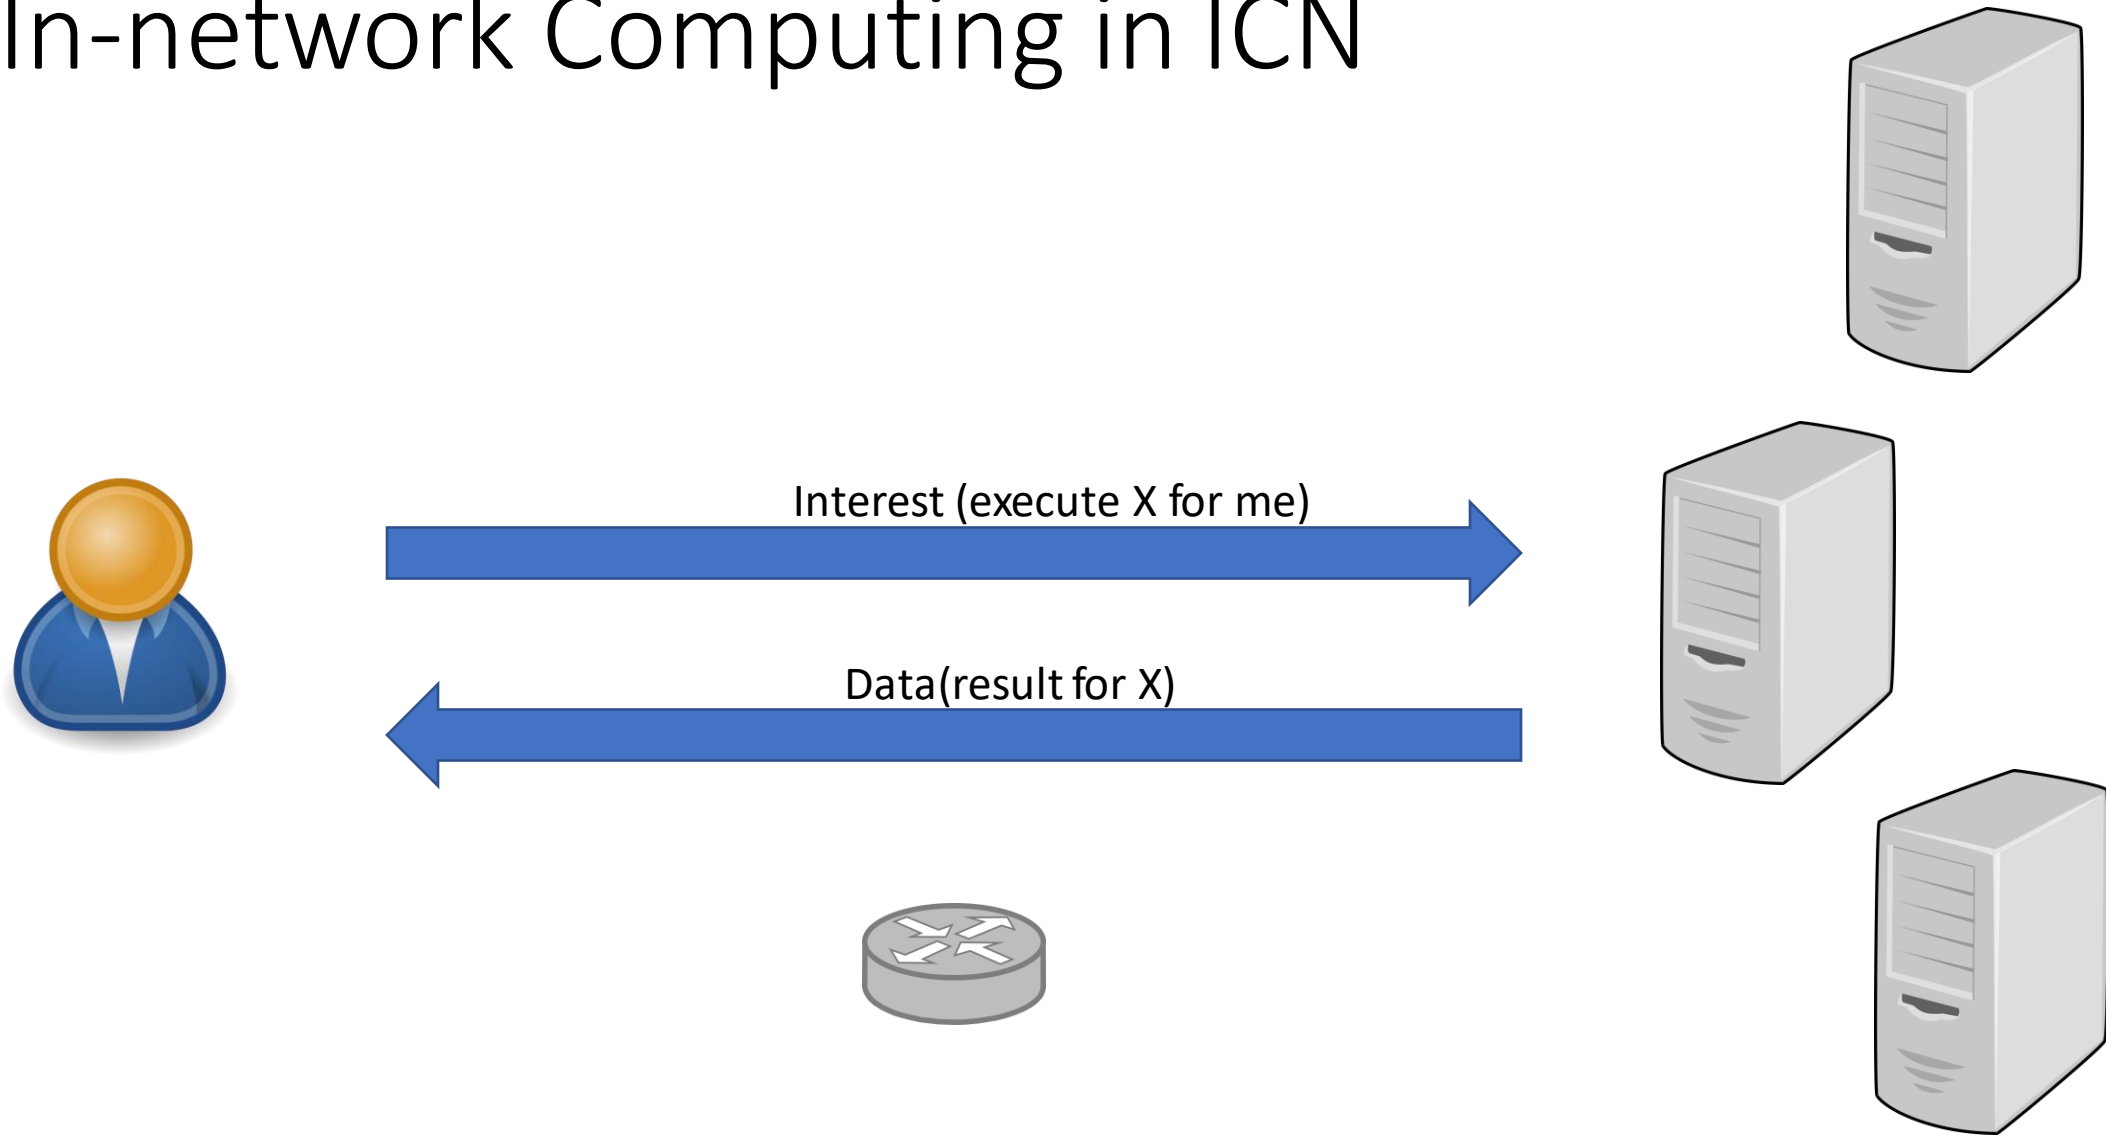 In-network Computing in ICN
Interest (execute X for me)
Data(result for X)